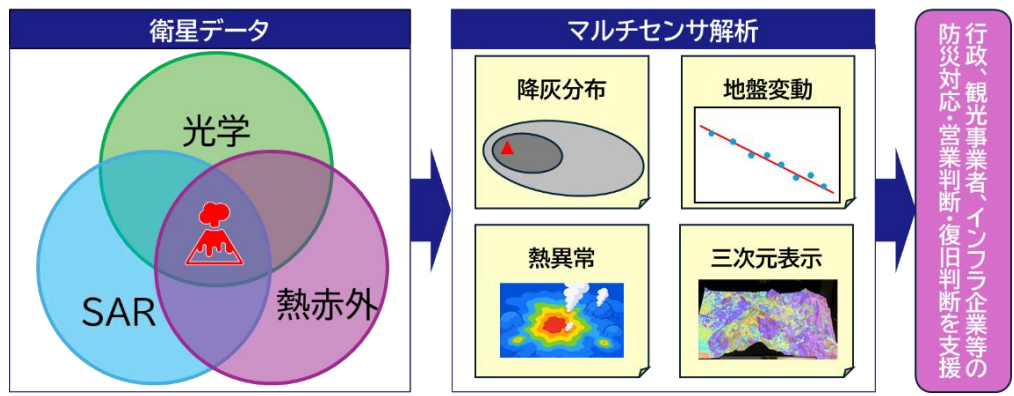 衛星データ
光学
SAR
熱赤外
マルチセンサ解析
降灰分布
地盤変動
熱異常
三次元表示
行政、観光事業者、インフラ企業等の
防災対応・営業判断・復旧判断を支援